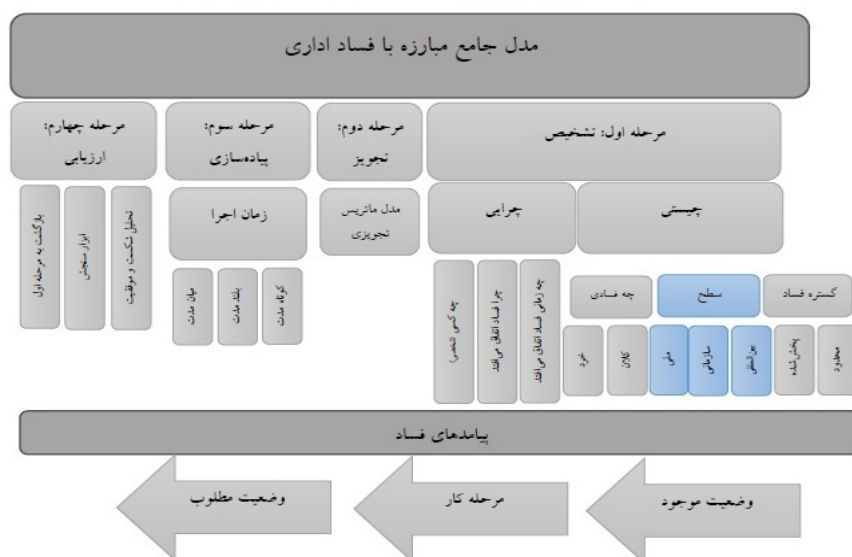 مدل جامع مبارزه با فساد اداری
مرحله اول: تشخیص
مرحله دوم:
تجویز
مرحله سوم:
پیاده‌سازی
مرحله چهارم:
ارزیابی
چیستی
چرایی
مدل ماتریس
تجویزی
زمان اجرا
تحلیل شکست و موفقیت
ابزار سنجش
بازگشت به مرحله اول
گستره فساد
سطح
چه فسادی
چه زمانی فساد اتفاق می‌افتد
چرا فساد اتفاق می‌افتد
چه کسی (شخصی)
کوتاه مدت
بلند مدت
میان مدت
محدود
پخش‌شده
بین‌المللی
سازمانی
ملی
کلان
خرد
پیامدهای فساد
وضعیت موجود
مرحله کار
وضعیت مطلوب